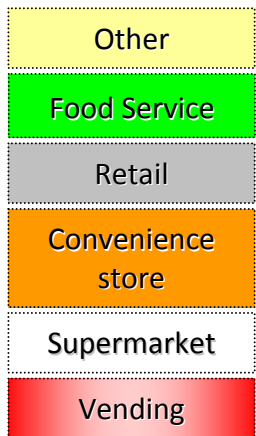 Other
Food Service
Retail
Convenience
store
Supermarket
Vending